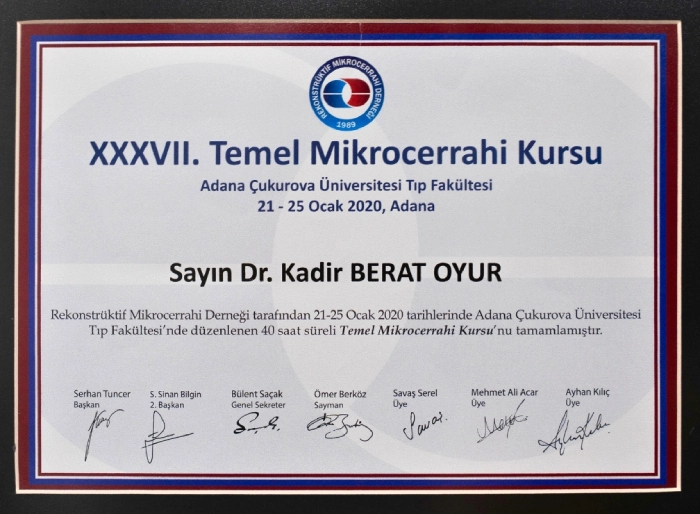 REKONSTRÜKTİF MİKROCERRAHİ DERNEĞİ
1989
XXXVII. Temel Mikrocerrahi Kursu
Adana Çukurova Üniversitesi Tıp Fakültesi
21 - 25 Ocak 2020, Adana
Sayın Dr. Kadir BERAT OYUR
Rekonstrüktif Mikrocerrahi Derneği tarafından 21-25 Ocak 2020 tarihlerinde Adana Çukurova Üniversitesi
Tıp Fakültesi'nde düzenlenen 40 saat süreli Temel Mikrocerrahi Kursu'nu tamamlamıştır.
Serhan Tuncer S. Sinan Bilgin Bülent Saçak Ömer Berköz Savaş Serel Mehmet Ali Acar Ayhan Kılıç
Başkan 2. Başkan Genel Sekreter Sayman Üye Üye Üye